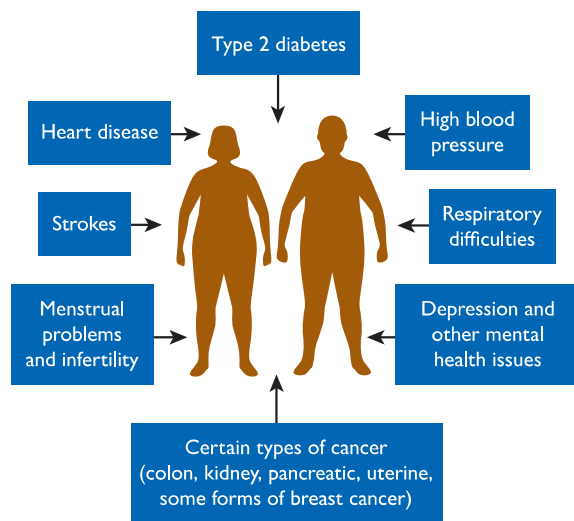 Type 2 diabetes
Heart disease
High blood
pressure
Strokes
Respiratory
difficulties
Menstrual
problems
and infertility
Depression and
other mental
health issues
Certain types of cancer
(colon, kidney, pancreatic, uterine,
some forms of breast cancer)